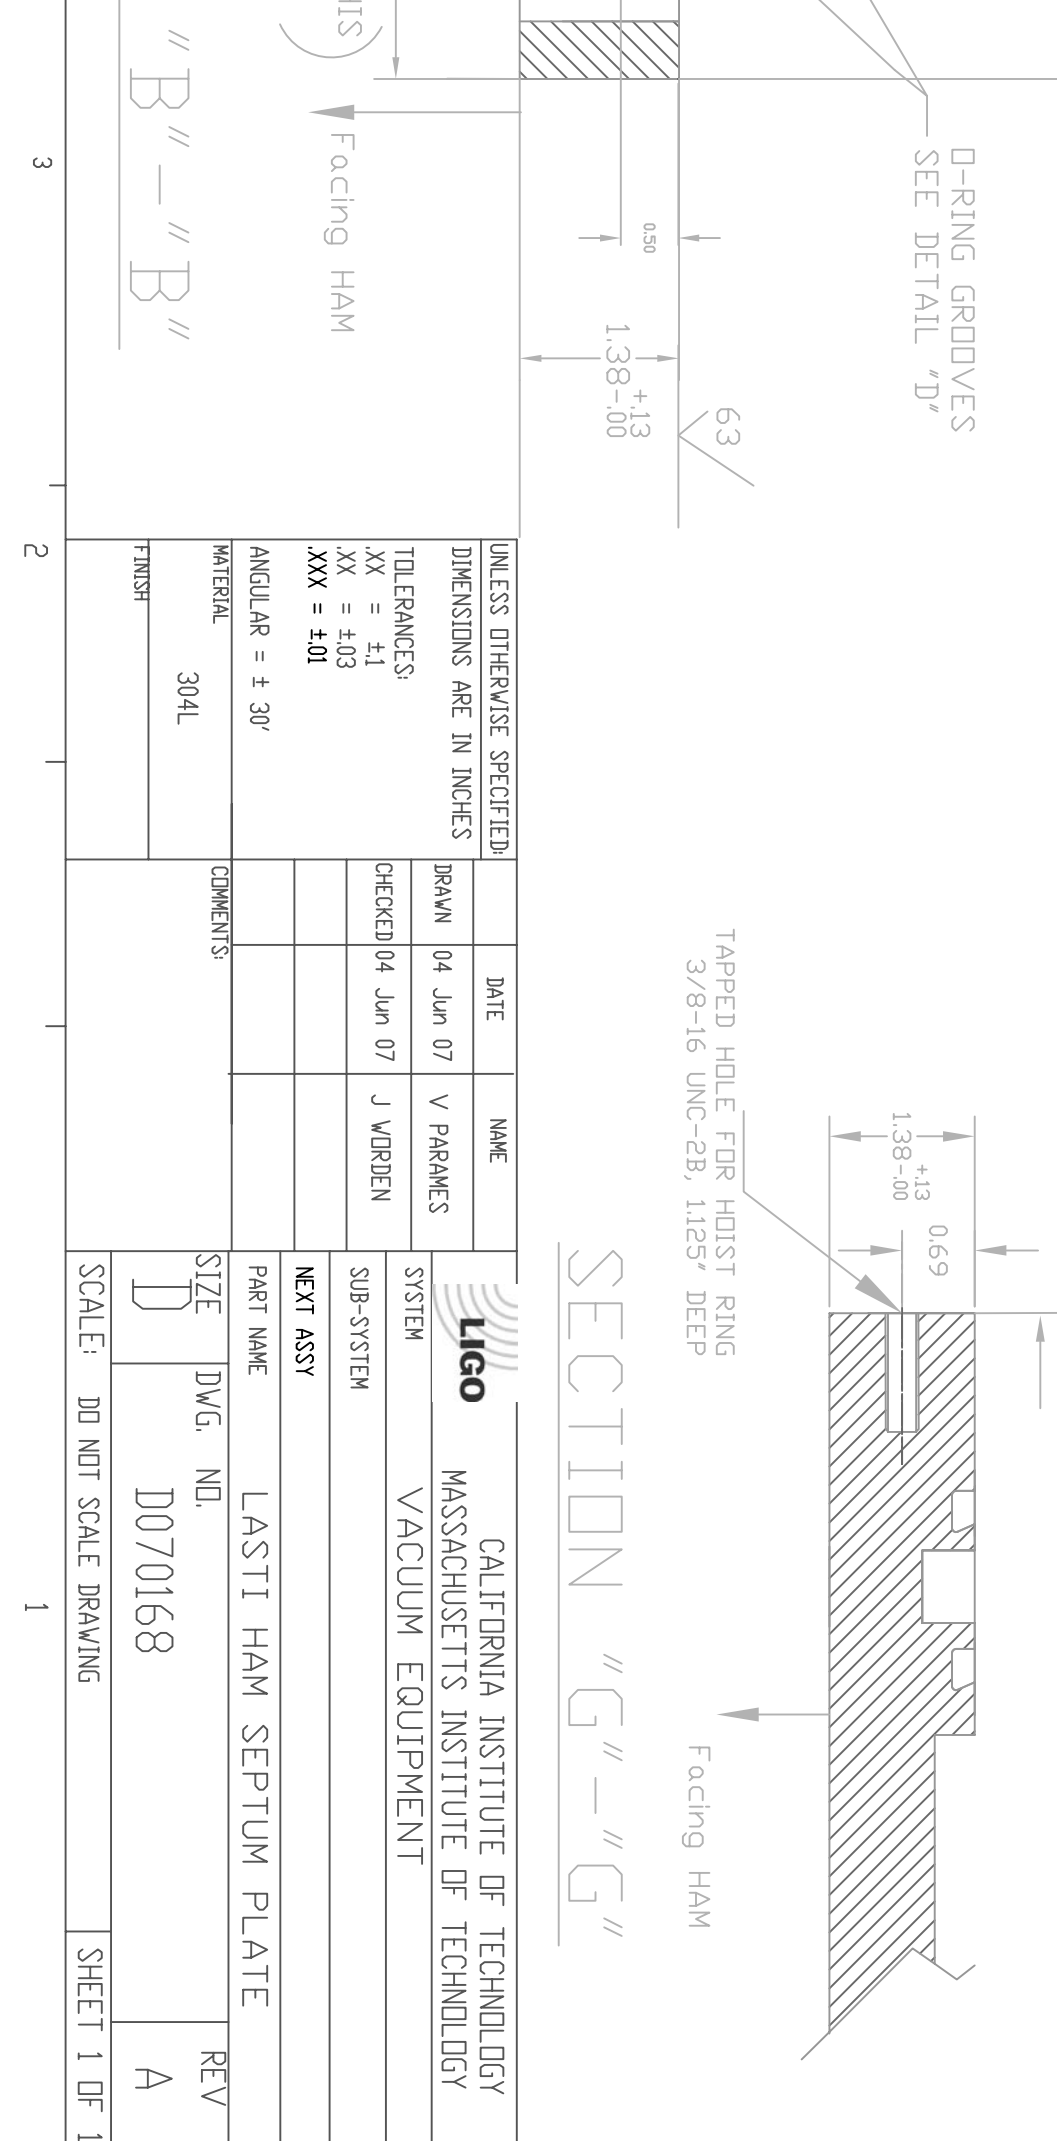 O-RING GROOVES
SEE DETAIL "D"
63
0.50
1.38 +.13 -.00
HIS
Facing HAM
"B"-"B"
1.38 +.13 -.00
0.69
TAPPED HOLE FOR HOIST RING
3/8-16 UNC-2B, 1.125" DEEP
Facing HAM
SECTION "G"-"G"
UNLESS OTHERWISE SPECIFIED:
DIMENSIONS ARE IN INCHES
TOLERANCES:
.XX = ±.1
.XX = ±.03
.XXX = ±.01
ANGULAR = ± 30'
MATERIAL
304L
FINISH
DATE
NAME
DRAWN 04 Jun 07 V PARAMES
CHECKED 04 Jun 07 J WORDEN
COMMENTS:
LIGO
CALIFORNIA INSTITUTE OF TECHNOLOGY
MASSACHUSETTS INSTITUTE OF TECHNOLOGY
SYSTEM VACUUM EQUIPMENT
SUB-SYSTEM
NEXT ASSY
PART NAME LASTI HAM SEPTUM PLATE
SIZE
D
DWG. NO.
D070168
REV
A
SCALE: DO NOT SCALE DRAWING
SHEET 1 OF 1
3
2
1